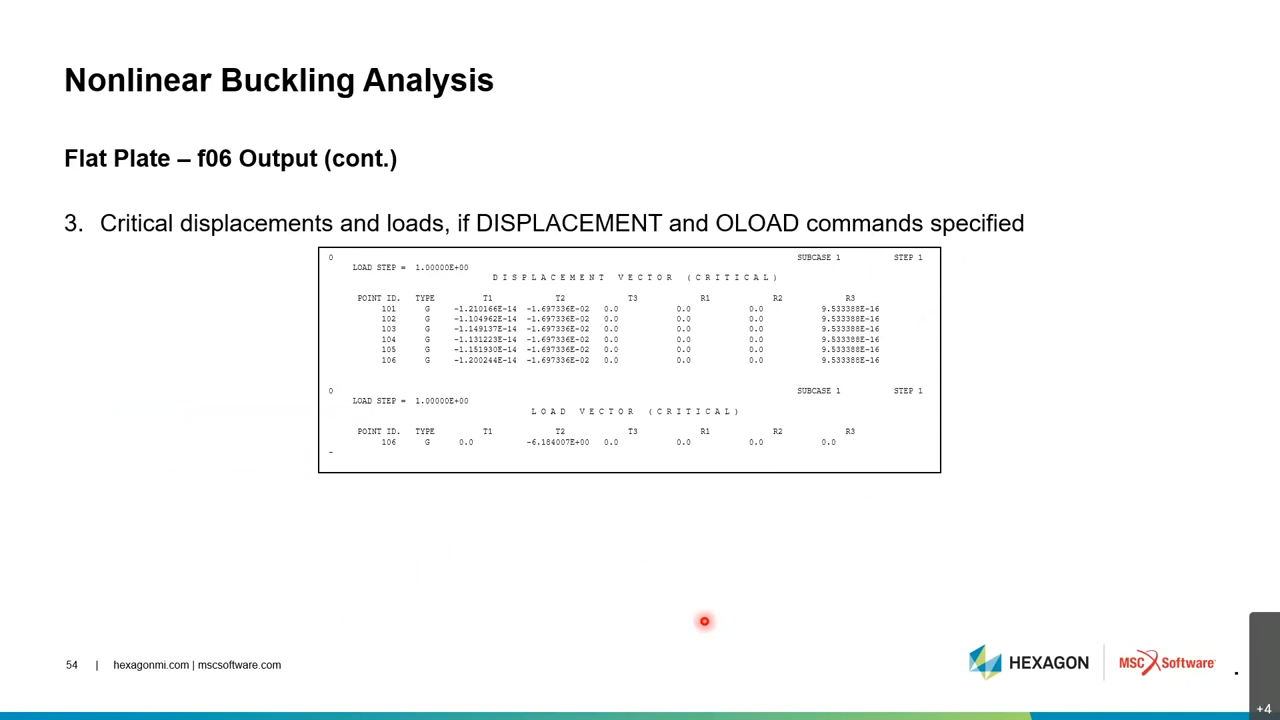 Nonlinear Buckling Analysis
Flat Plate – f06 Output (cont.)
3. Critical displacements and loads, if DISPLACEMENT and OLOAD commands specified
0 SUBCASE 1 STEP 1
LOAD STEP = 1.00000E+00
D I S P L A C E M E N T V E C T O R ( C R I T I C A L )
POINT ID. TYPE T1 T2 T3 R1 R2 R3
101 G -1.210166E-14 -1.697336E-02 0.0 0.0 0.0 9.533388E-16
102 G -1.104962E-14 -1.697336E-02 0.0 0.0 0.0 9.533388E-16
103 G -1.149137E-14 -1.697336E-02 0.0 0.0 0.0 9.533388E-16
104 G -1.131223E-14 -1.697336E-02 0.0 0.0 0.0 9.533388E-16
105 G -1.151930E-14 -1.697336E-02 0.0 0.0 0.0 9.533388E-16
106 G -1.200244E-14 -1.697336E-02 0.0 0.0 0.0 9.533388E-16
0 SUBCASE 1 STEP 1
LOAD STEP = 1.00000E+00
L O A D V E C T O R ( C R I T I C A L )
POINT ID. TYPE T1 T2 T3 R1 R2 R3
106 G 0.0 -6.184007E+00 0.0 0.0 0.0 0.0
-
54 | hexagonmi.com | mscsoftware.com
HEXAGON | MSC Software
+4